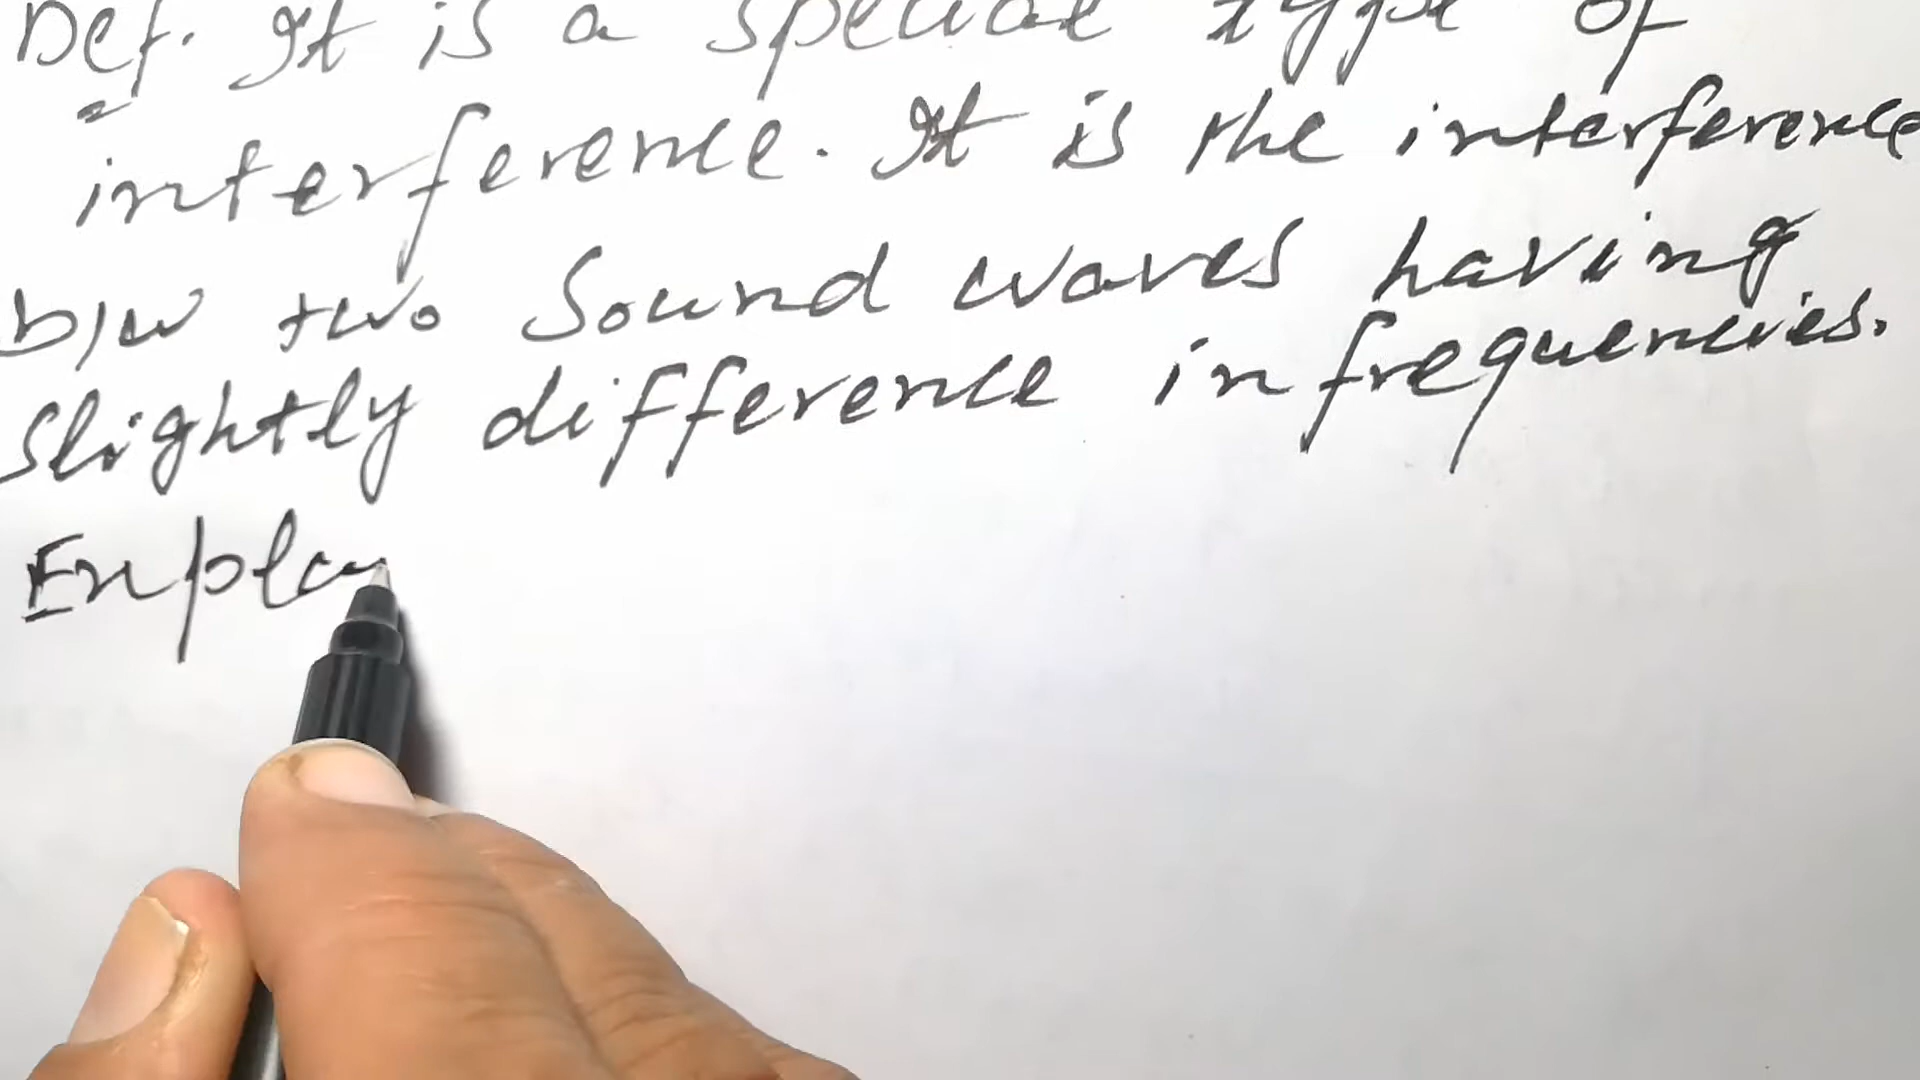 Def. It is a special type of
interference. It is the interference
b/w two sound waves having
slightly difference in frequencies.
Expla